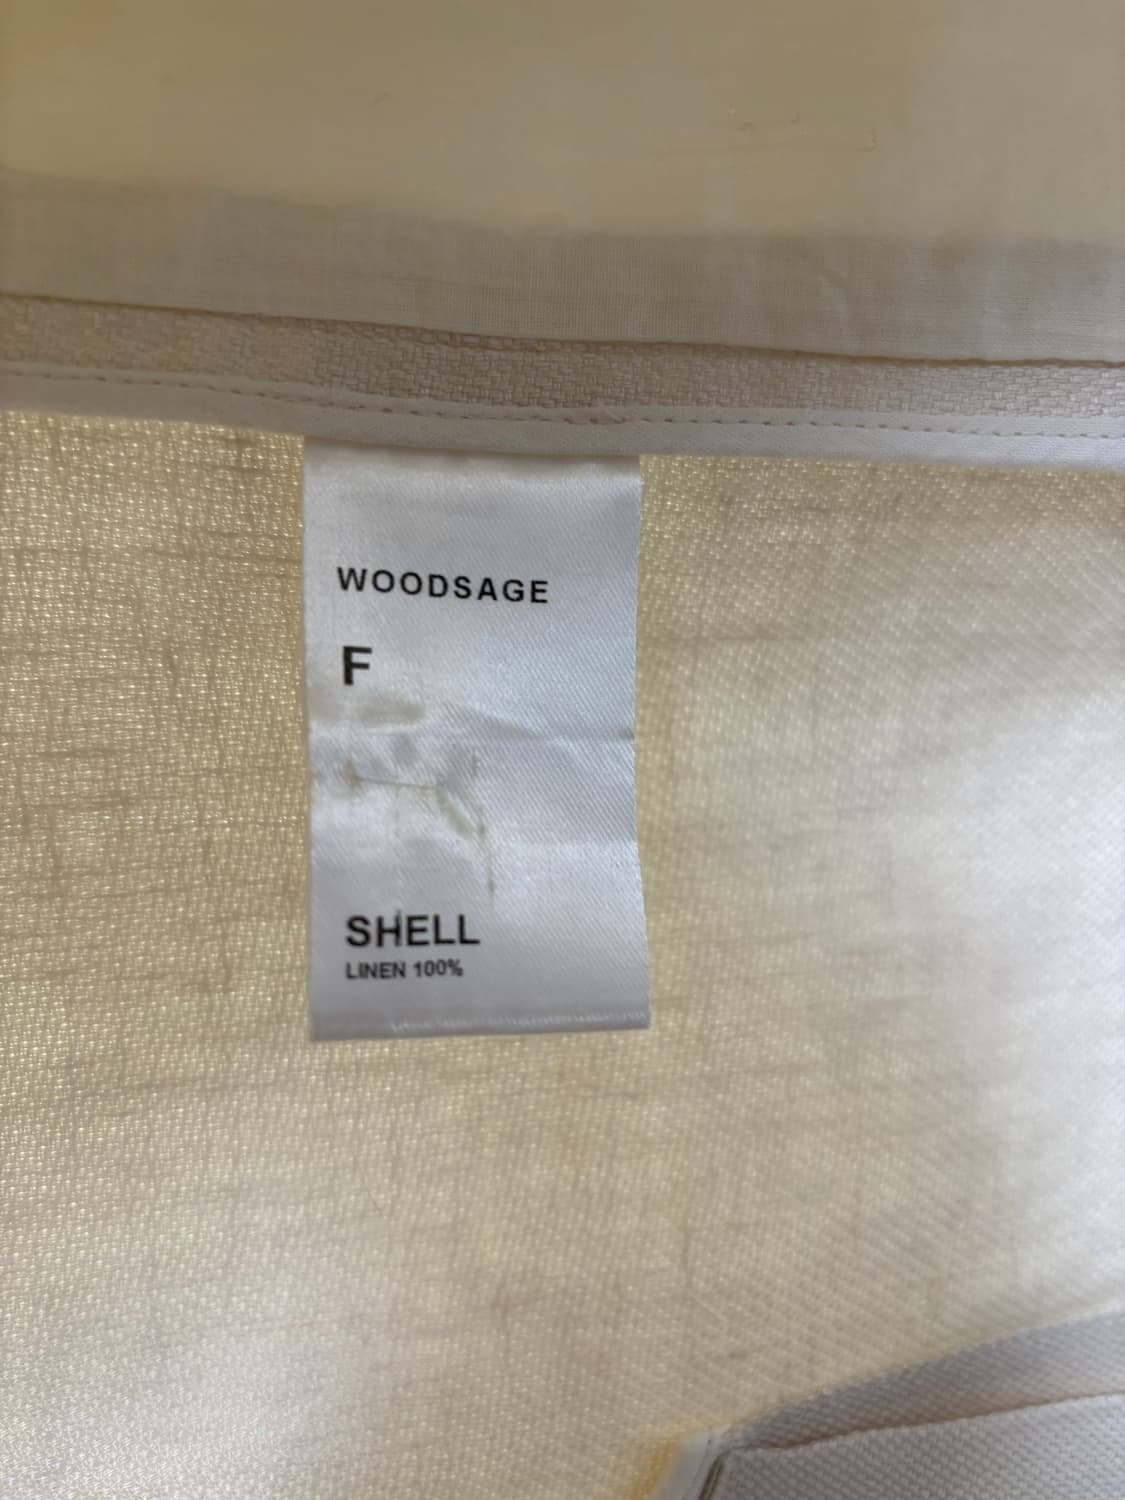 WOODSAGE
F
SHELL
LINEN 100%